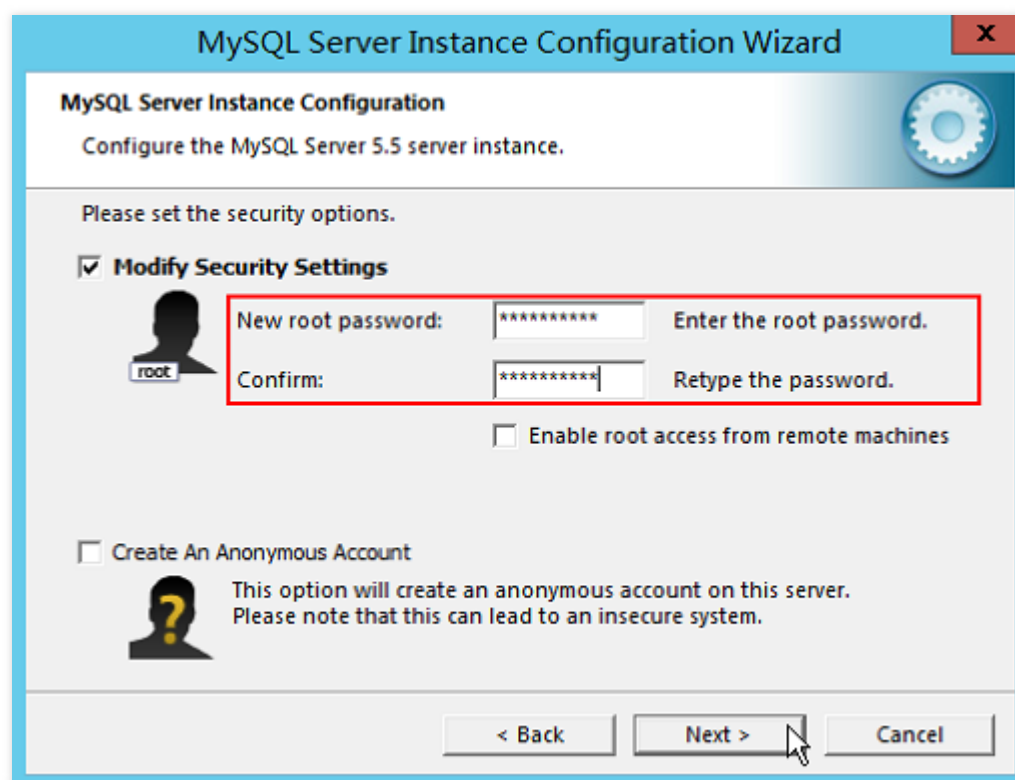 MySQL Server Instance Configuration Wizard
x
MySQL Server Instance Configuration
Configure the MySQL Server 5.5 server instance.
Please set the security options.
Modify Security Settings
New root password: ********** Enter the root password.
root
Confirm: ********** Retype the password.
Enable root access from remote machines
Create An Anonymous Account
?
This option will create an anonymous account on this server.
Please note that this can lead to an insecure system.
< Back Next > Cancel